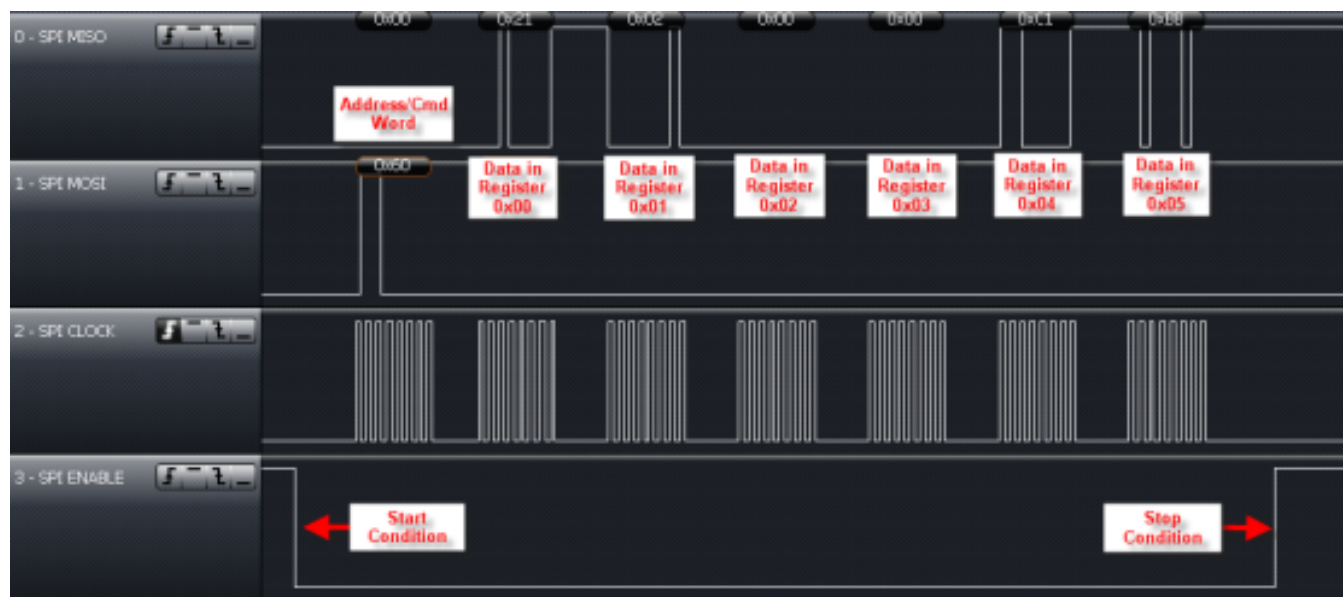 0x00 0x21 0x02 0x00 0x00 0xC1 0xBB
0 - SPI MISO
Address/Cmd
Word
0x60
1 - SPI MOSI
Data in
Register
0x00
Data in
Register
0x01
Data in
Register
0x02
Data in
Register
0x03
Data in
Register
0x04
Data in
Register
0x05
2 - SPI CLOCK
3 - SPI ENABLE
Start
Condition
Stop
Condition